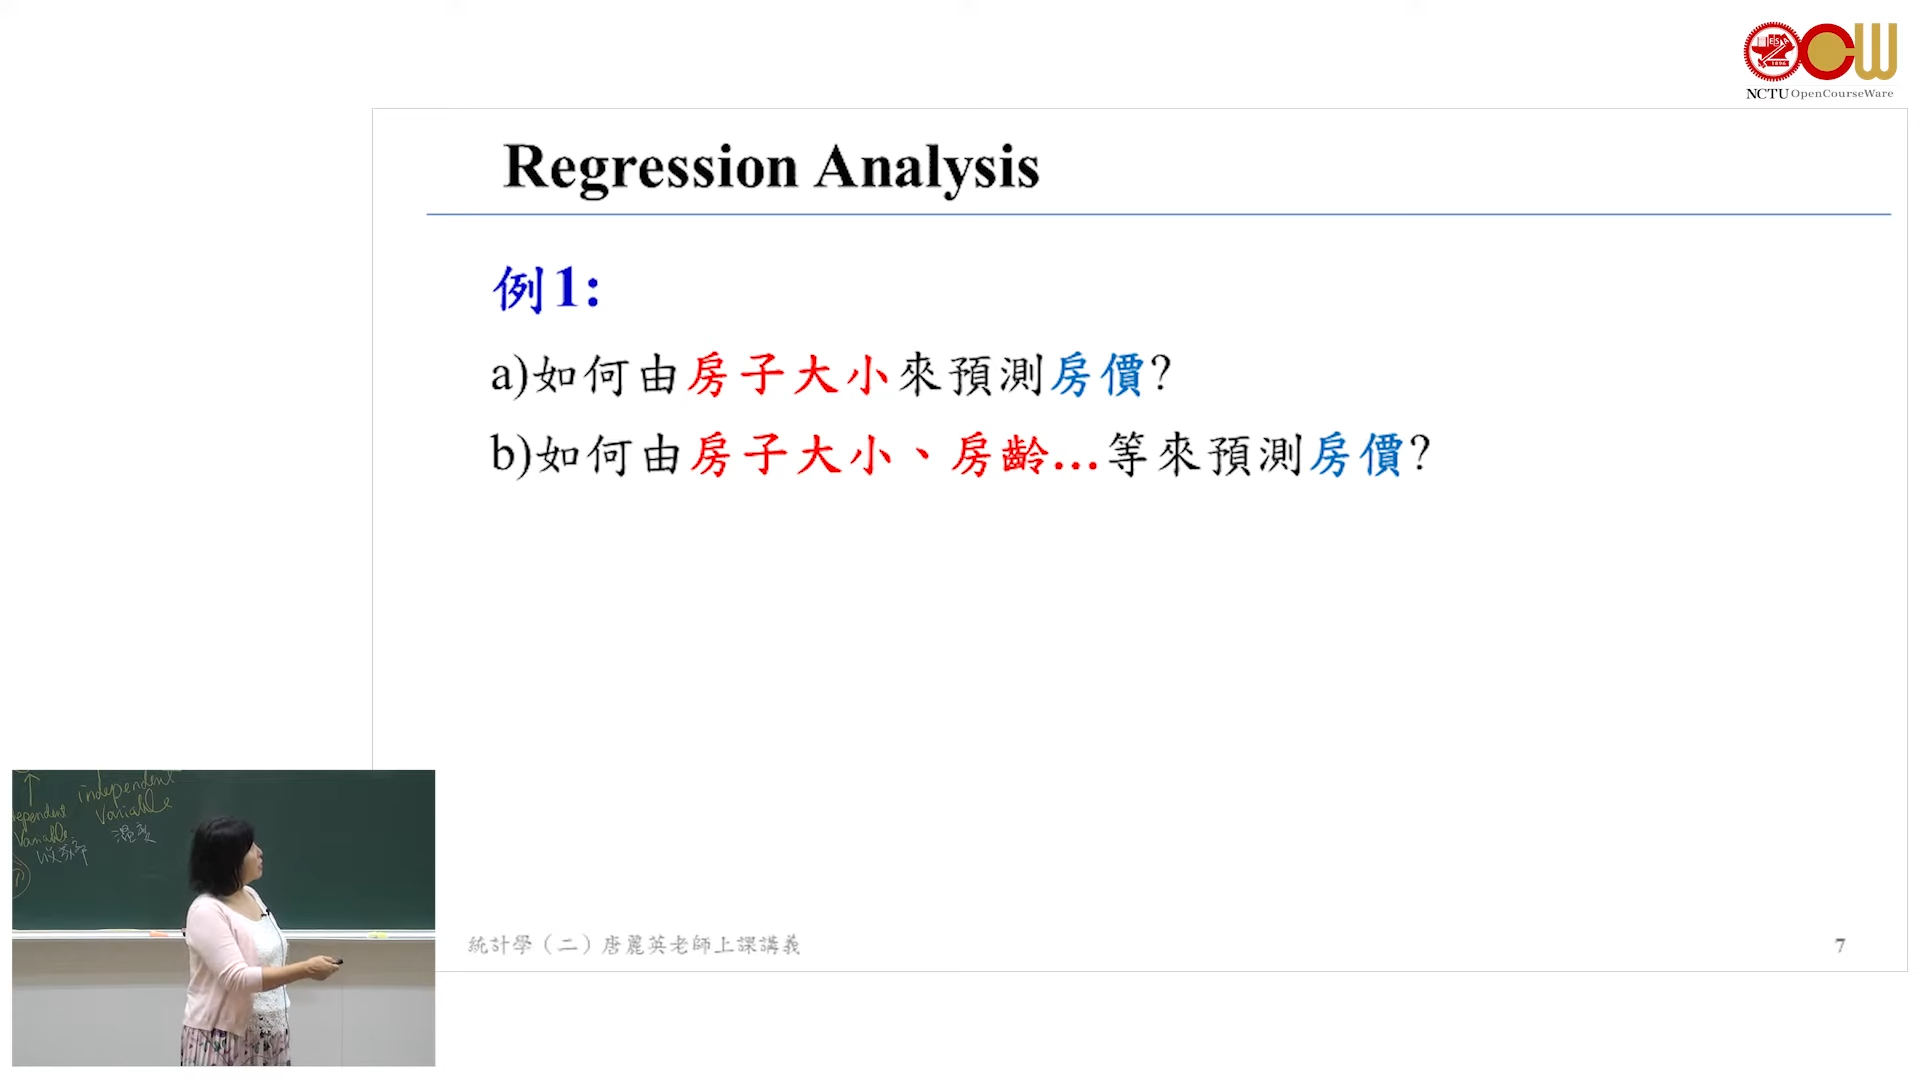 NCTU OpenCourseWare
Regression Analysis
例1:
a)如何由房子大小來預測房價?
b)如何由房子大小、房齡...等來預測房價?
independent
Variable
dependent
Variable
溫度
統計學（二）唐麗英老師上課講義
7